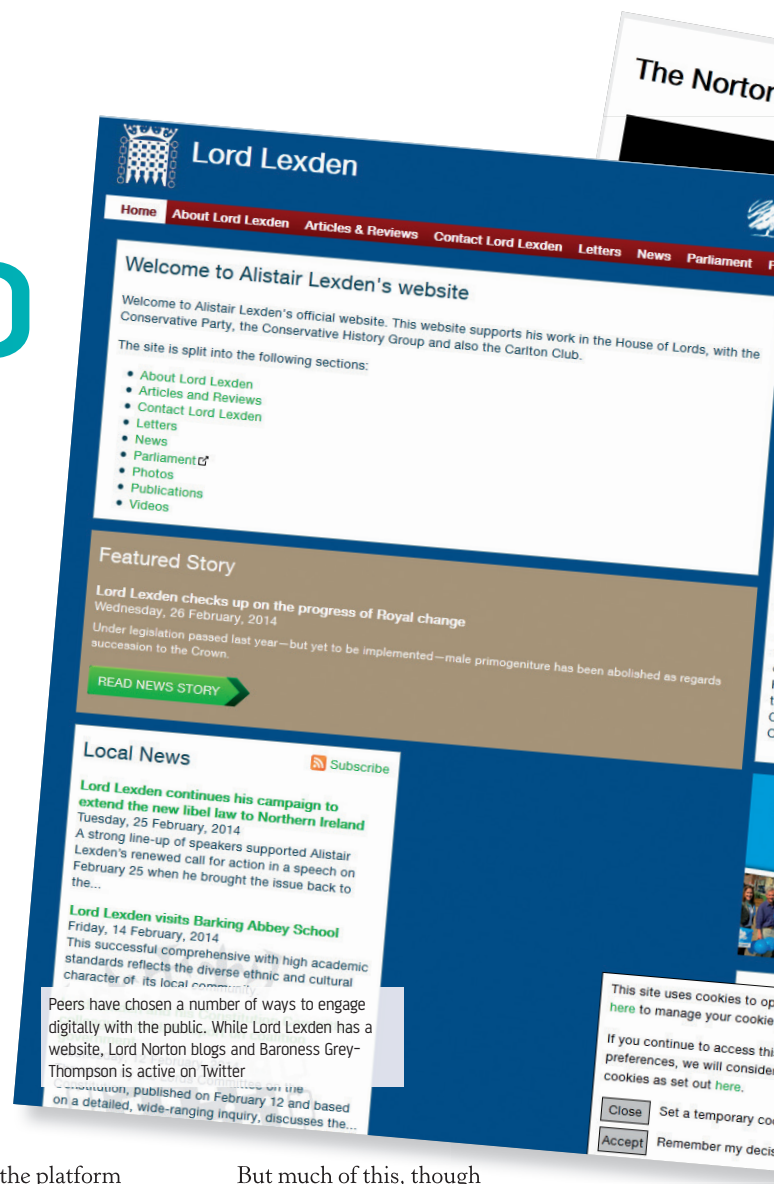 The Norton
Lord Lexden
Home About Lord Lexden Articles & Reviews Contact Lord Lexden Letters News Parliament
Welcome to Alistair Lexden's website
Welcome to Alistair Lexden's official website. This website supports his work in the House of Lords, with the
Conservative Party, the Conservative History Group and also the Carlton Club.
The site is split into the following sections:
• About Lord Lexden
• Articles and Reviews
• Contact Lord Lexden
• Letters
• News
• Parliament
• Photos
• Publications
• Videos
Featured Story
Lord Lexden checks up on the progress of Royal change
Wednesday, 26 February, 2014
Under legislation passed last year—but yet to be implemented—male primogeniture has been abolished as regards
succession to the Crown.
READ NEWS STORY
Local News
Subscribe
Lord Lexden continues his campaign to
extend the new libel law to Northern Ireland
Tuesday, 25 February, 2014
A strong line-up of speakers supported Alistair
Lexden's renewed call for action in a speech on
February 25 when he brought the issue back to
the...
Lord Lexden visits Barking Abbey School
Friday, 14 February, 2014
This successful comprehensive with high academic
standards reflects the diverse ethnic and cultural
character of its local community
Peers have chosen a number of ways to engage
digitally with the public. While Lord Lexden has a
website, Lord Norton blogs and Baroness Grey-
Thompson is active on Twitter
Constitution, published on February 12 and based
on a detailed, wide-ranging inquiry, discusses the...
This site uses cookies to
here to manage your cookie
If you continue to access this
preferences, we will consider
cookies as set out here.
Close Set a temporary
Accept Remember my
the platform
But much of this, though